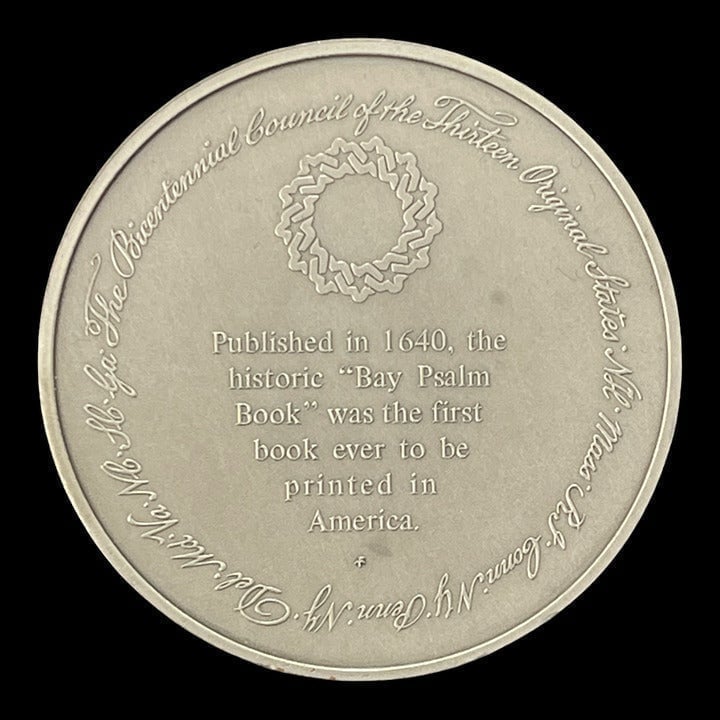 The Bicentennial Council of the Thirteen Original States · N.H. · Mass · R.I. · Conn · N.Y. · Penn · N.J. · Del · Md · Va · N.C. · S.C. · Ga ·
Published in 1640, the
historic “Bay Psalm
Book” was the first
book ever to be
printed in
America.